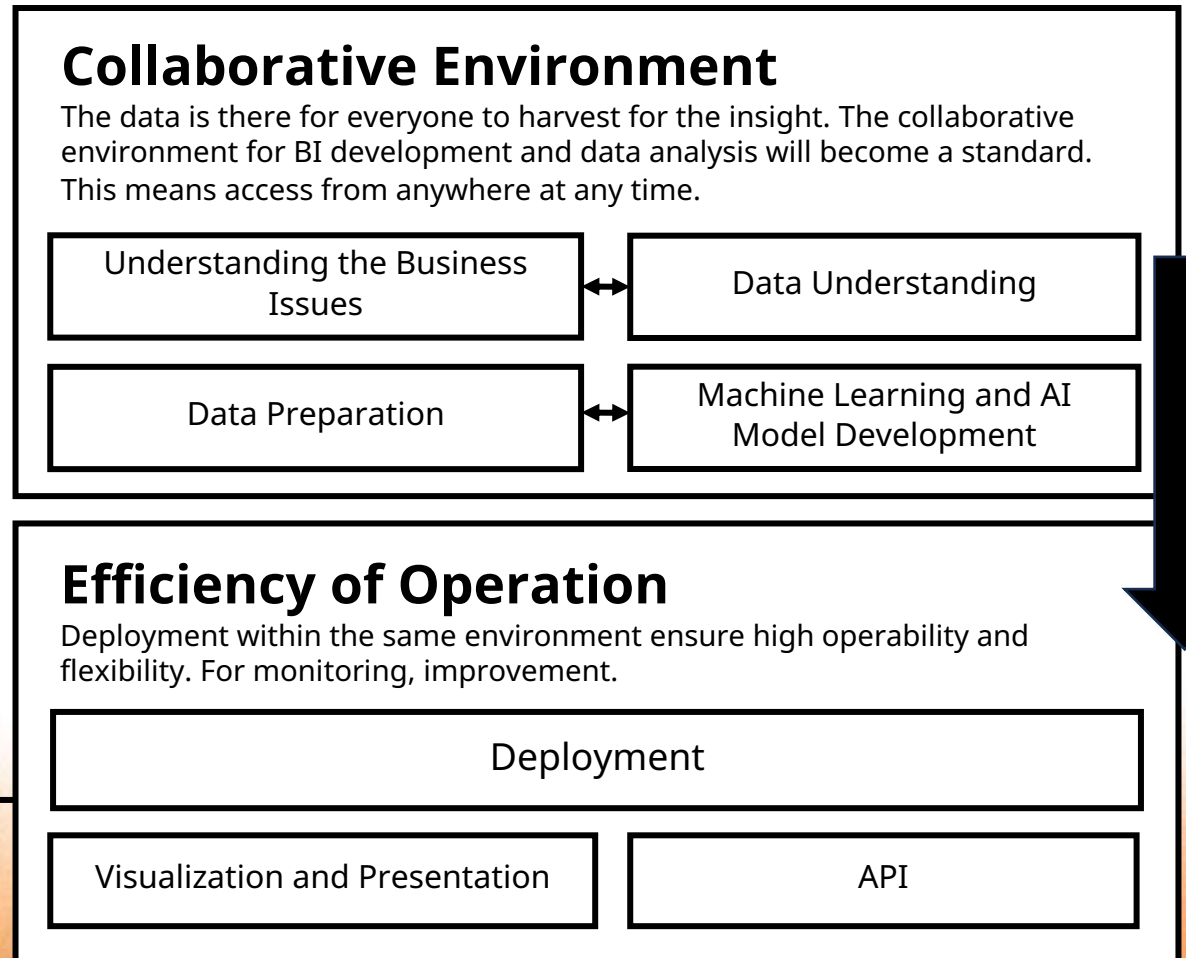 Collaborative Environment
The data is there for everyone to harvest for the insight. The collaborative
environment for BI development and data analysis will become a standard.
This means access from anywhere at any time.
Understanding the Business
Issues
Data Understanding
Data Preparation
Machine Learning and AI
Model Development
Efficiency of Operation
Deployment within the same environment ensure high operability and
flexibility. For monitoring, improvement.
Deployment
Visualization and Presentation
API